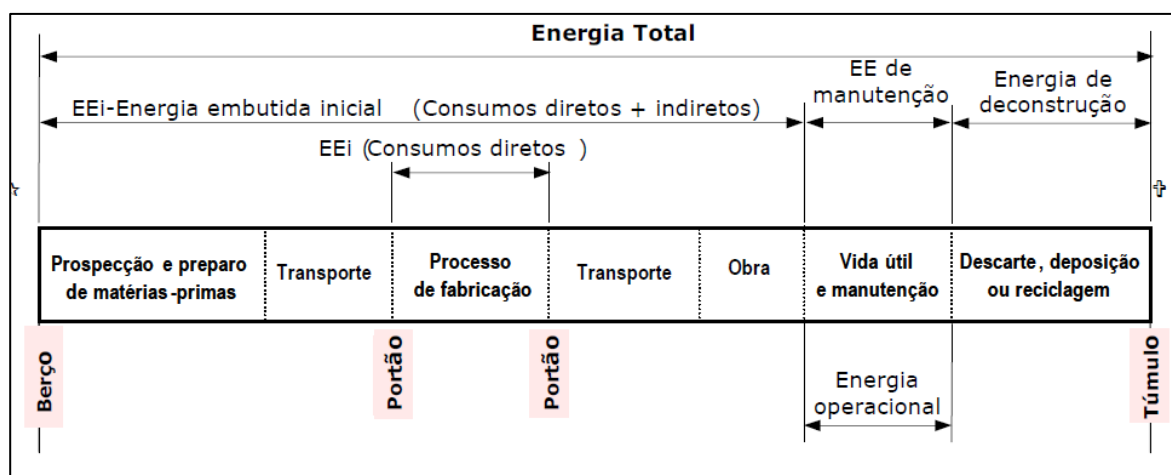 Energia Total
EE de
manutenção
Energia de
deconstrução
EEi-Energia embutida inicial (Consumos diretos + indiretos)
EEi (Consumos diretos )
Prospecção e preparo
de matérias-primas
Transporte
Processo
de fabricação
Transporte
Obra
Vida útil
e manutenção
Descarte, deposição
ou reciclagem
Berço
Portão
Portão
Túmulo
Energia
operacional